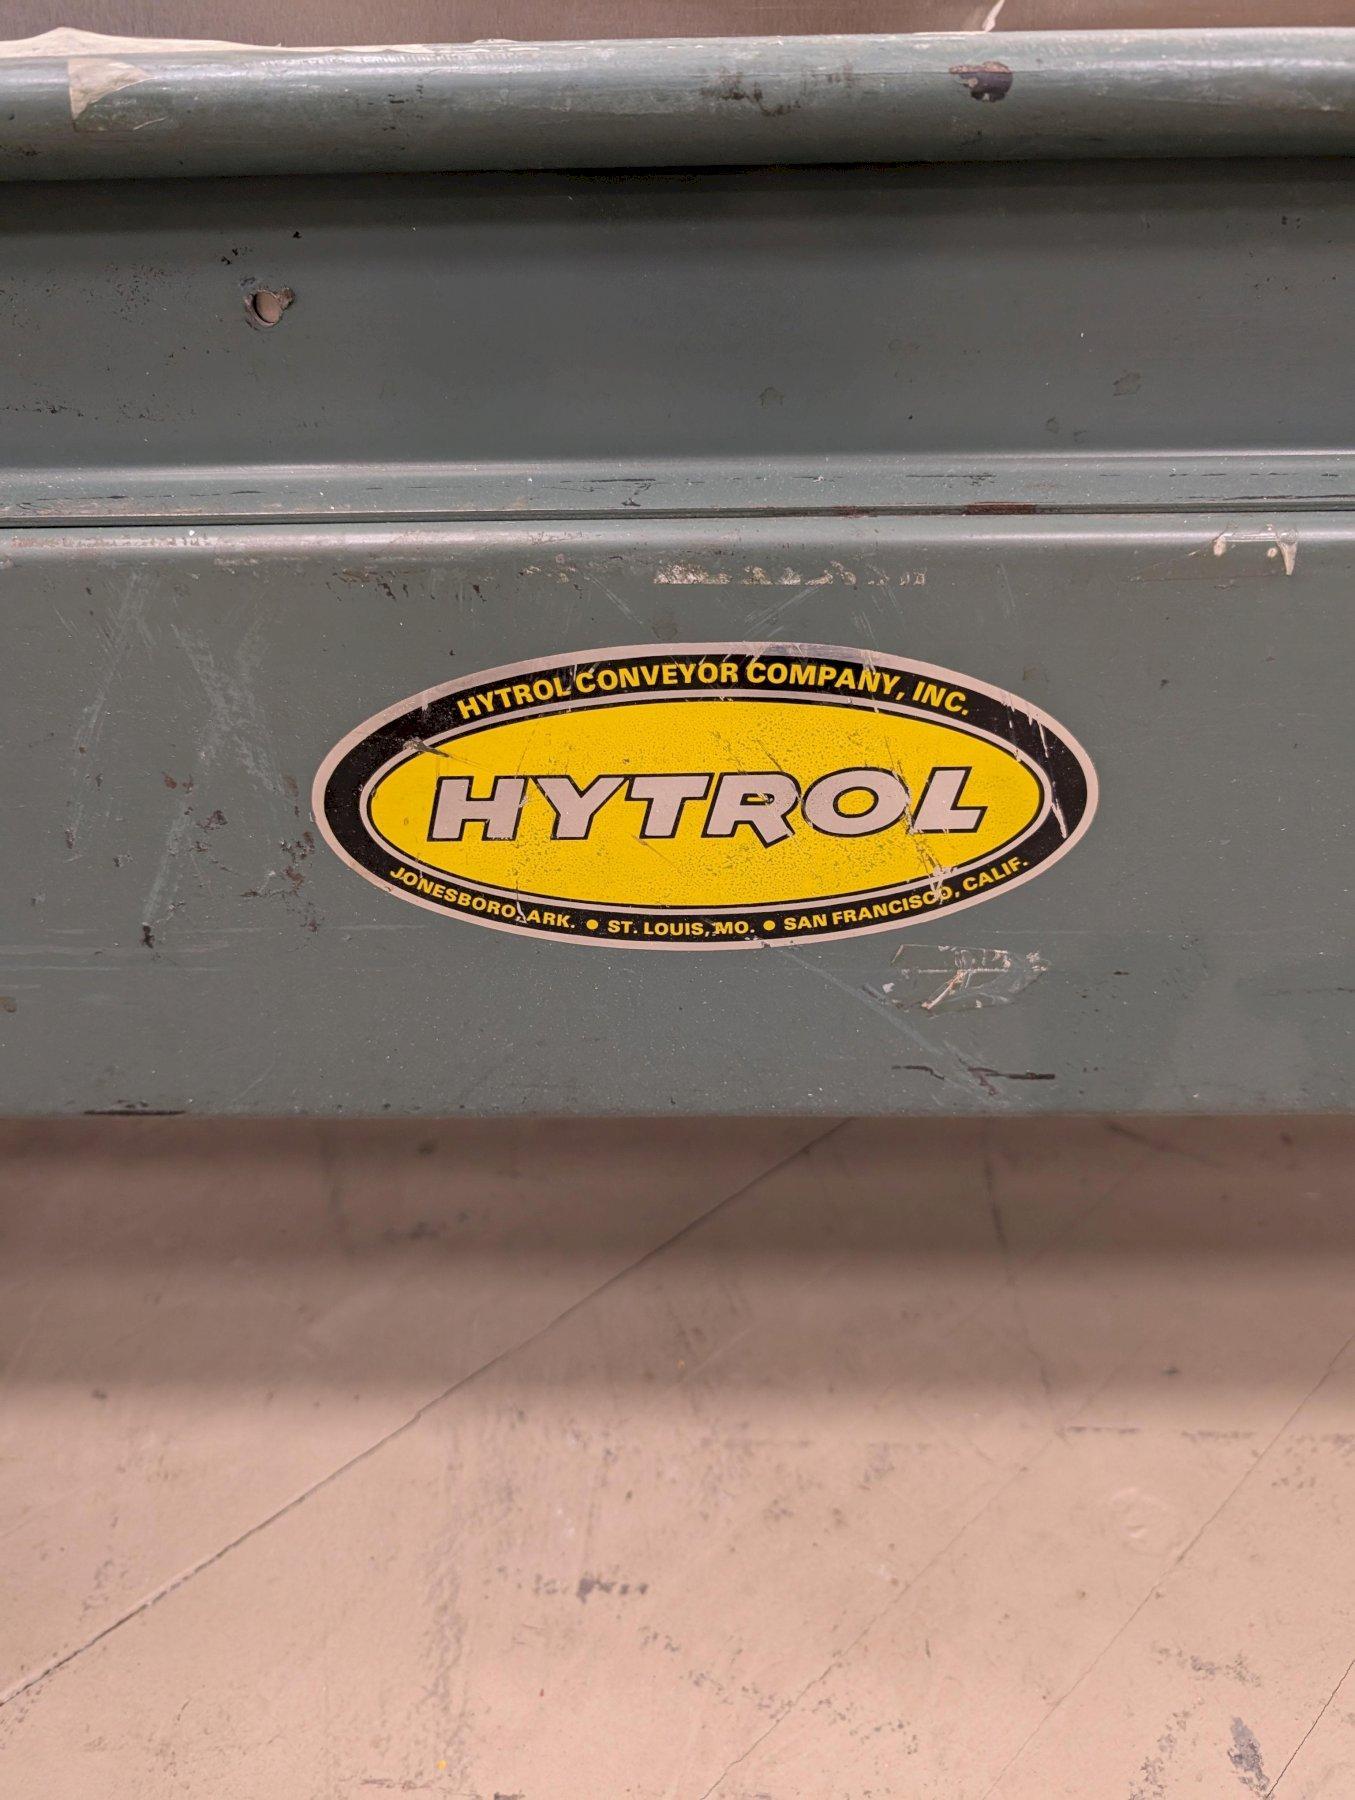 HYTROL CONVEYOR COMPANY, INC.
HYTROL
JONESBORO, ARK. ● ST. LOUIS, MO. ● SAN FRANCISCO, CALIF.